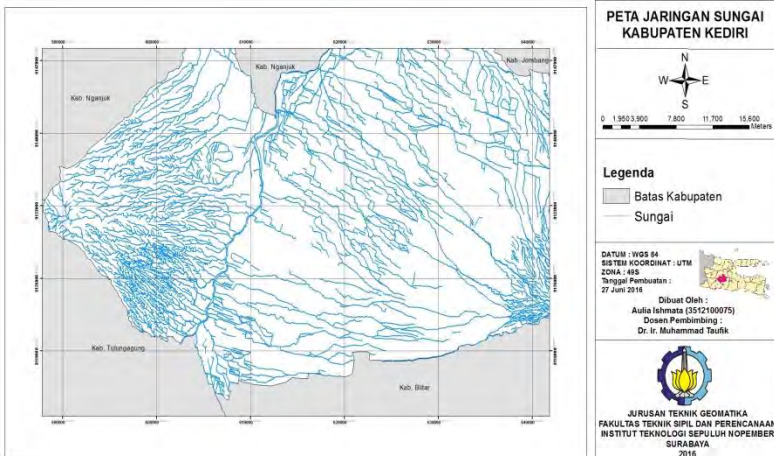 PETA JARINGAN SUNGAI
KABUPATEN KEDIRI
N
W E
S
0 1,950 3,900 7,800 11,700 15,600
Meters
Legenda
Batas Kabupaten
Sungai
DATUM : WGS 84
SISTEM KOORDINAT : UTM
ZONA : 49S
Tanggal Pembuatan :
27 Juni 2016
Dibuat Oleh :
Aulia Ishmata (3512100075)
Dosen Pembimbing :
Dr. Ir. Muhammad Taufik
JURUSAN TEKNIK GEOMATIKA
FAKULTAS TEKNIK SIPIL DAN PERENCANAAN
INSTITUT TEKNOLOGI SEPULUH NOPEMBER
SURABAYA
2016
Kab. Nganjuk
Kab. Jombang
Kab. Nganjuk
Kab. Tulungagung
Kab. Blitar